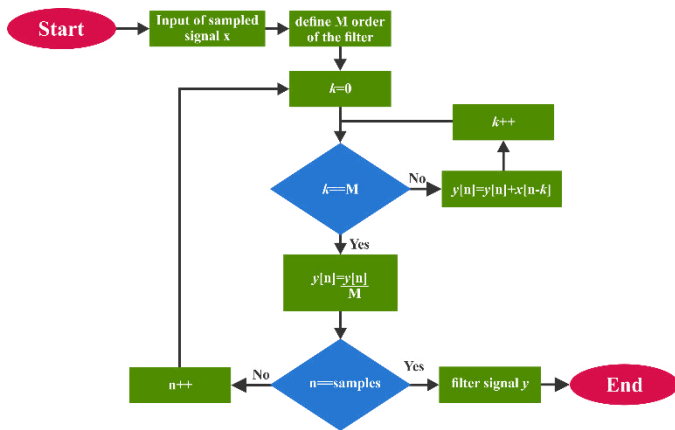 Start
Input of sampled
signal x
define M order
of the filter
k=0
k++
k==M
No
y[n]=y[n]+x[n-k]
Yes
y[n]=y[n]
M
n++
No
n==samples
Yes
filter signal y
End